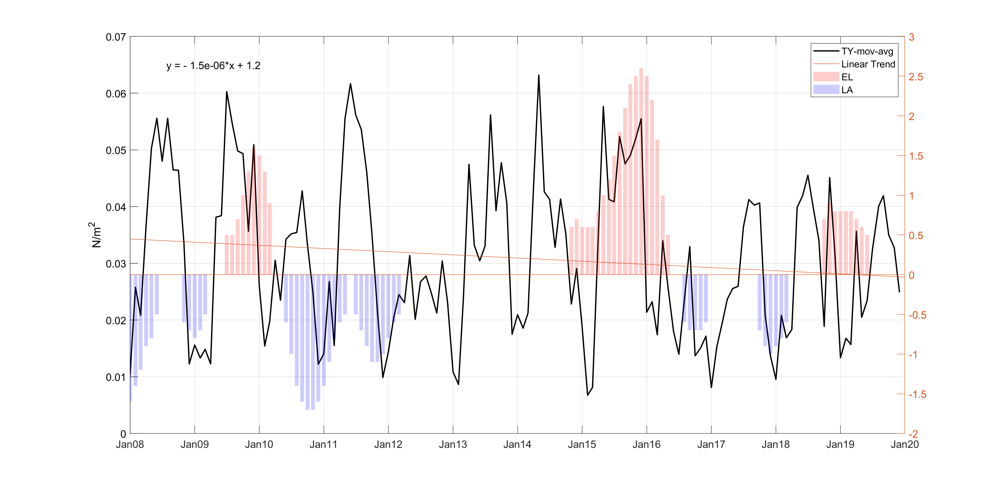 0.07
0.06
0.05
0.04
0.03
0.02
0.01
0
N/m²
y = - 1.5e-06*x + 1.2
TY-mov-avg
Linear Trend
EL
LA
3
2.5
2
1.5
1
0.5
0
-0.5
-1
-1.5
-2
Jan08 Jan09 Jan10 Jan11 Jan12 Jan13 Jan14 Jan15 Jan16 Jan17 Jan18 Jan19 Jan20